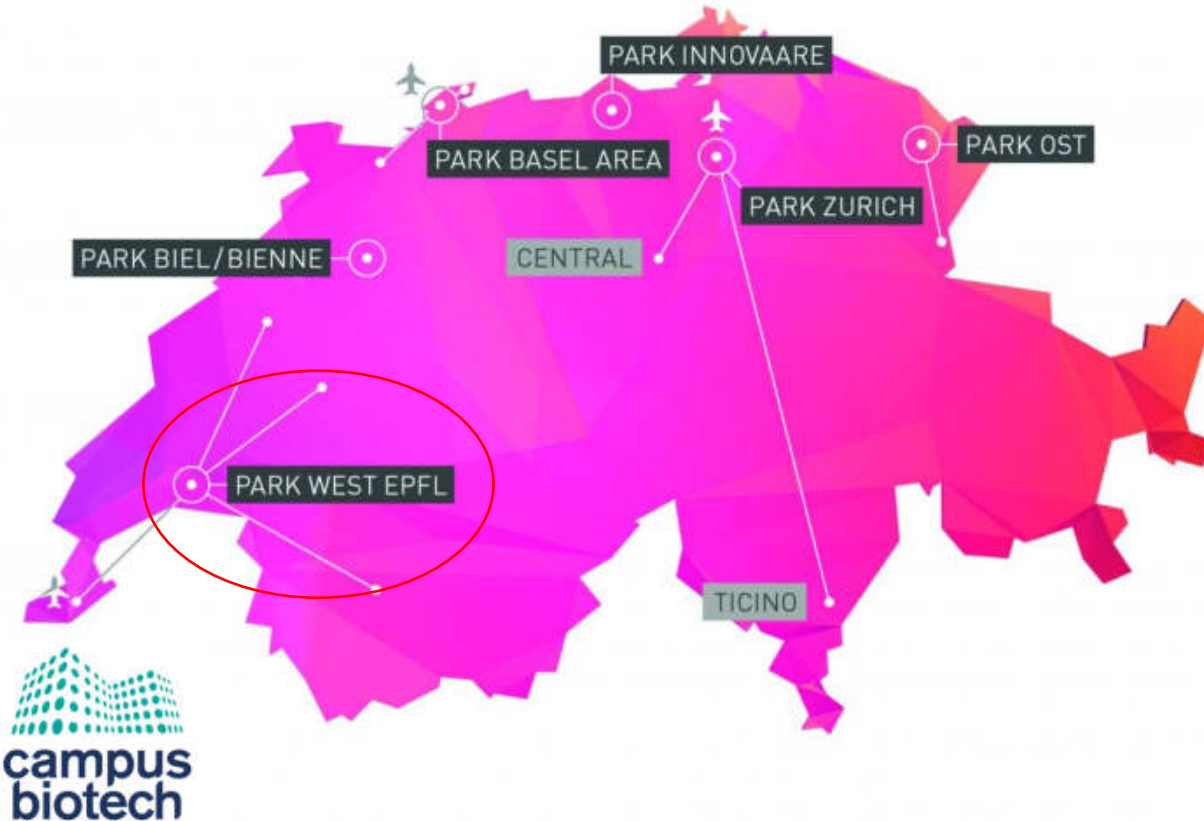 PARK INNOVAARE
PARK BASEL AREA
PARK OST
PARK ZURICH
PARK BIEL/BIENNE
CENTRAL
PARK WEST EPFL
TICINO
campus
biotech